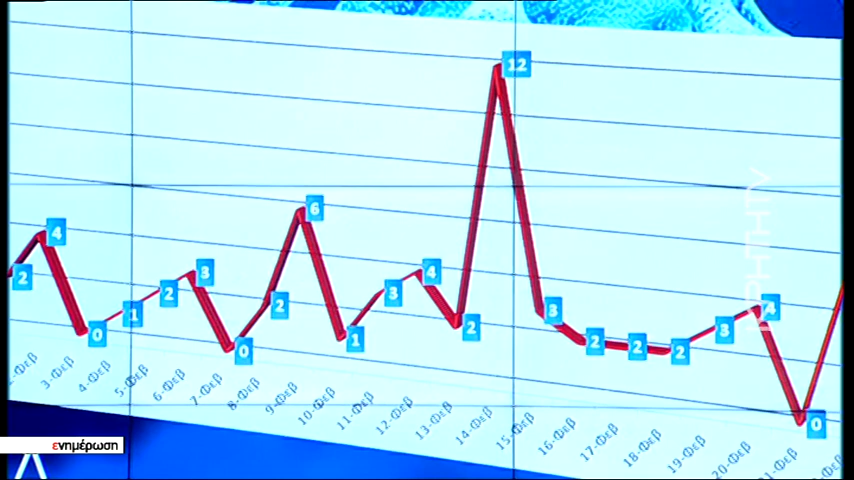 12
6
4
2
0
1
2
3
0
2
1
3
4
2
3
2
2
2
3
4
0
ΚΡΗΤΗ TV
3-Φεβ
4-Φεβ
5-Φεβ
6-Φεβ
7-Φεβ
8-Φεβ
9-Φεβ
10-Φεβ
11-Φεβ
12-Φεβ
13-Φεβ
14-Φεβ
15-Φεβ
16-Φεβ
17-Φεβ
18-Φεβ
19-Φεβ
20-Φεβ
ενημέρωση